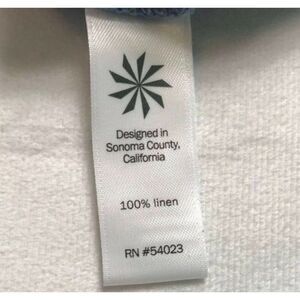 Designed in
Sonoma County,
California
100% linen
RN #54023